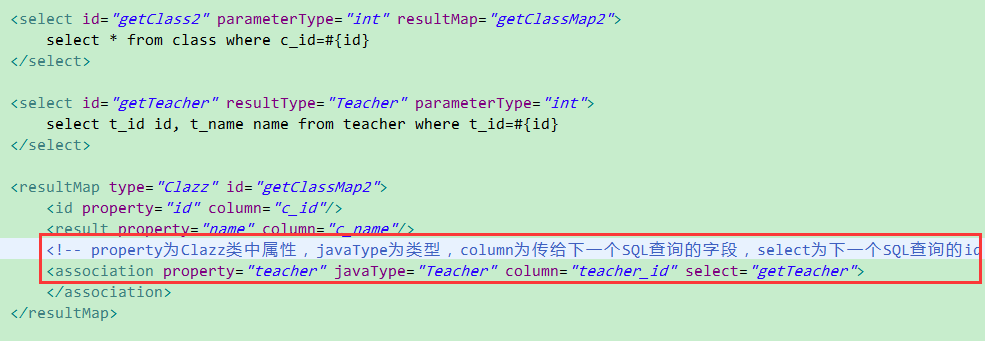 <select id="getClass2" parameterType="int" resultMap="getClassMap2">
select * from class where c_id=#{id}
</select>
<select id="getTeacher" resultType="Teacher" parameterType="int">
select t_id id, t_name name from teacher where t_id=#{id}
</select>
<resultMap type="Clazz" id="getClassMap2">
<id property="id" column="c_id"/>
<result property="name" column="c_name"/>
<!-- property为Clazz类中属性，javaType为类型，column为传给下一个SQL查询的字段，select为下一个SQL查询的id
<association property="teacher" javaType="Teacher" column="teacher_id" select="getTeacher">
</association>
</resultMap>